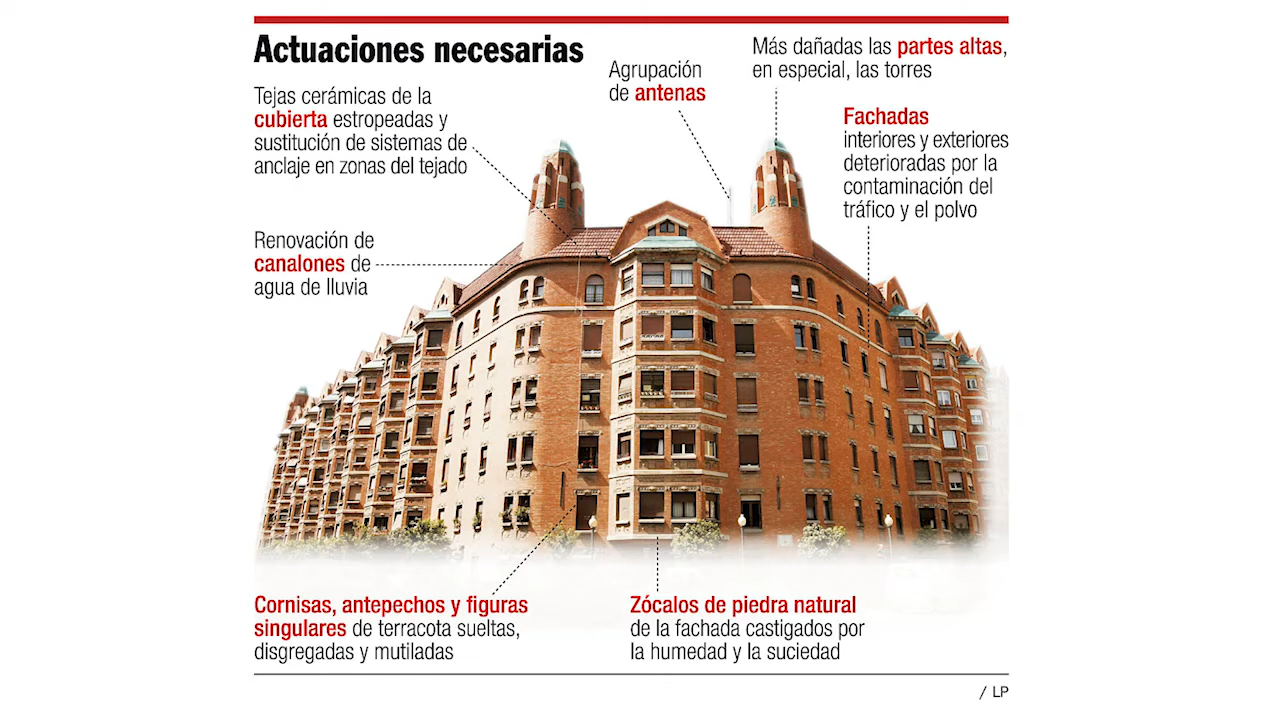 Actuaciones necesarias
Tejas cerámicas de la
cubierta estropeadas y
sustitución de sistemas de
anclaje en zonas del tejado
Agrupación
de antenas
Más dañadas las partes altas,
en especial, las torres
Fachadas
interiores y exteriores
deterioradas por la
contaminación del
tráfico y el polvo
Renovación de
canalones de
agua de lluvia
Cornisas, antepechos y figuras
singulares de terracota sueltas,
disgregadas y mutiladas
Zócalos de piedra natural
de la fachada castigados por
la humedad y la suciedad
/ LP